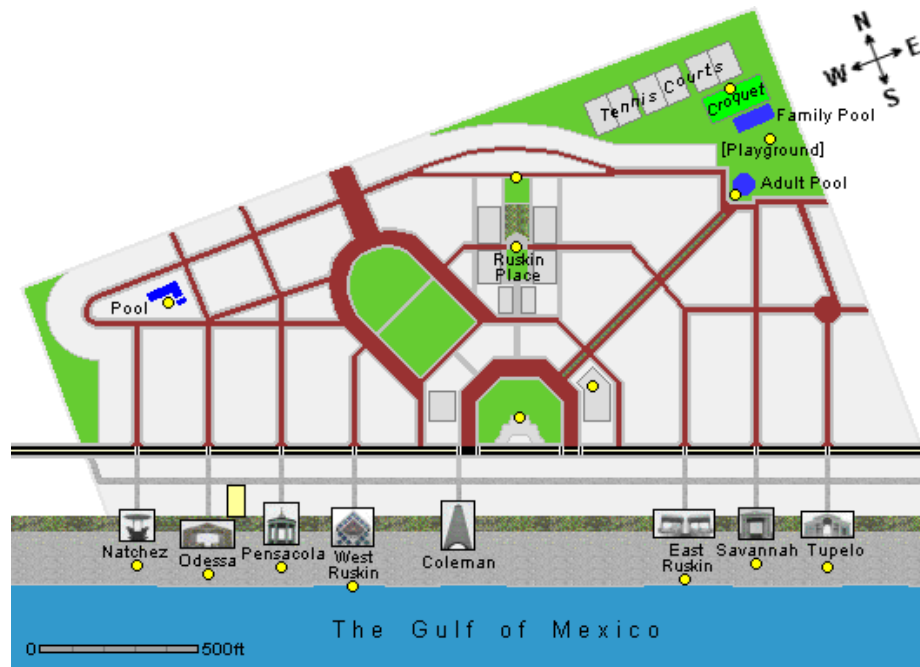 N
E
W
S
Tennis Courts
Croquet
Family Pool
[Playground]
Adult Pool
Ruskin
Place
Pool
Natchez
Odessa
Pensacola
West
Ruskin
Coleman
East
Ruskin
Savannah
Tupelo
The Gulf of Mexico
0
500ft